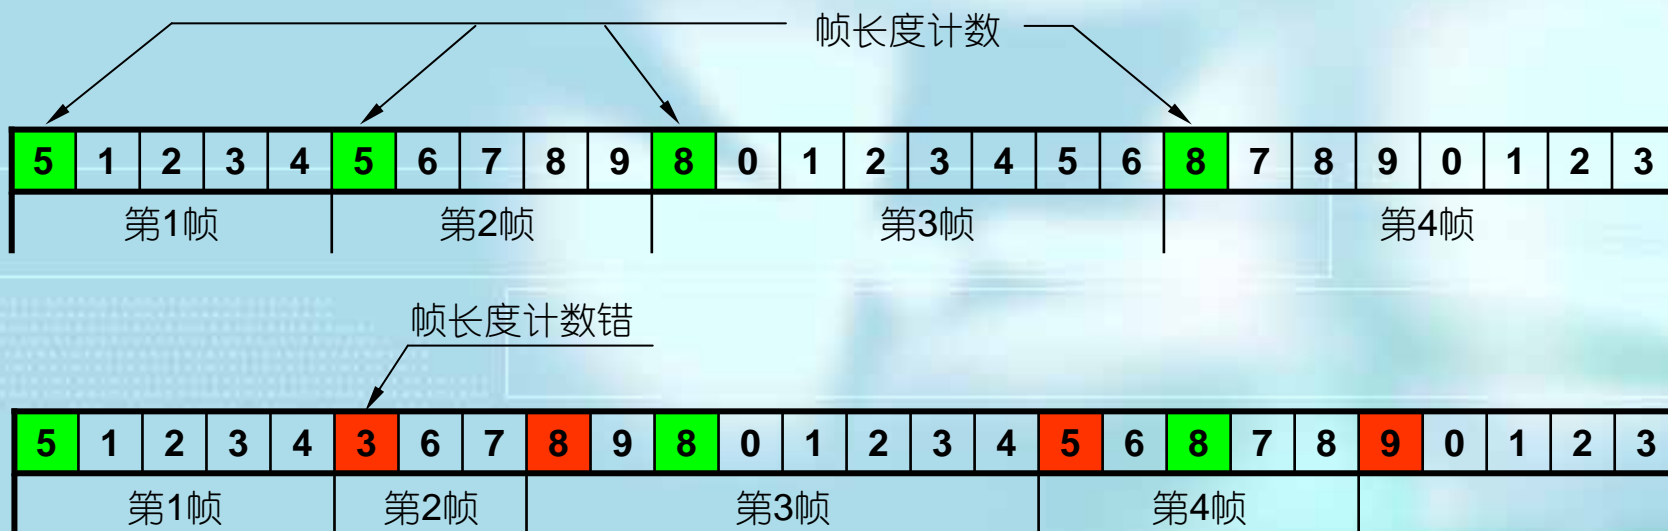 帧长度计数
5 1 2 3 4 5 6 7 8 9 8 0 1 2 3 4 5 6 8 7 8 9 0 1 2 3
第1帧 第2帧 第3帧 第4帧
帧长度计数错
5 1 2 3 4 3 6 7 8 9 8 0 1 2 3 4 5 6 8 7 8 9 0 1 2 3
第1帧 第2帧 第3帧 第4帧